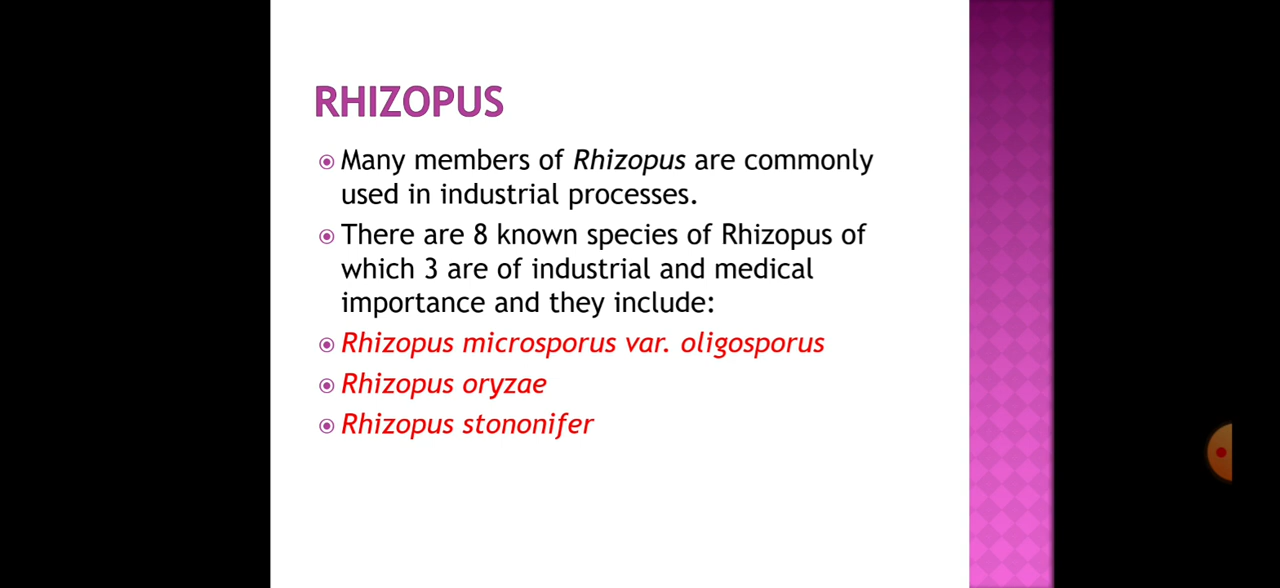 RHIZOPUS
Many members of Rhizopus are commonly
used in industrial processes.
There are 8 known species of Rhizopus of
which 3 are of industrial and medical
importance and they include:
Rhizopus microsporus var. oligosporus
Rhizopus oryzae
Rhizopus stononifer